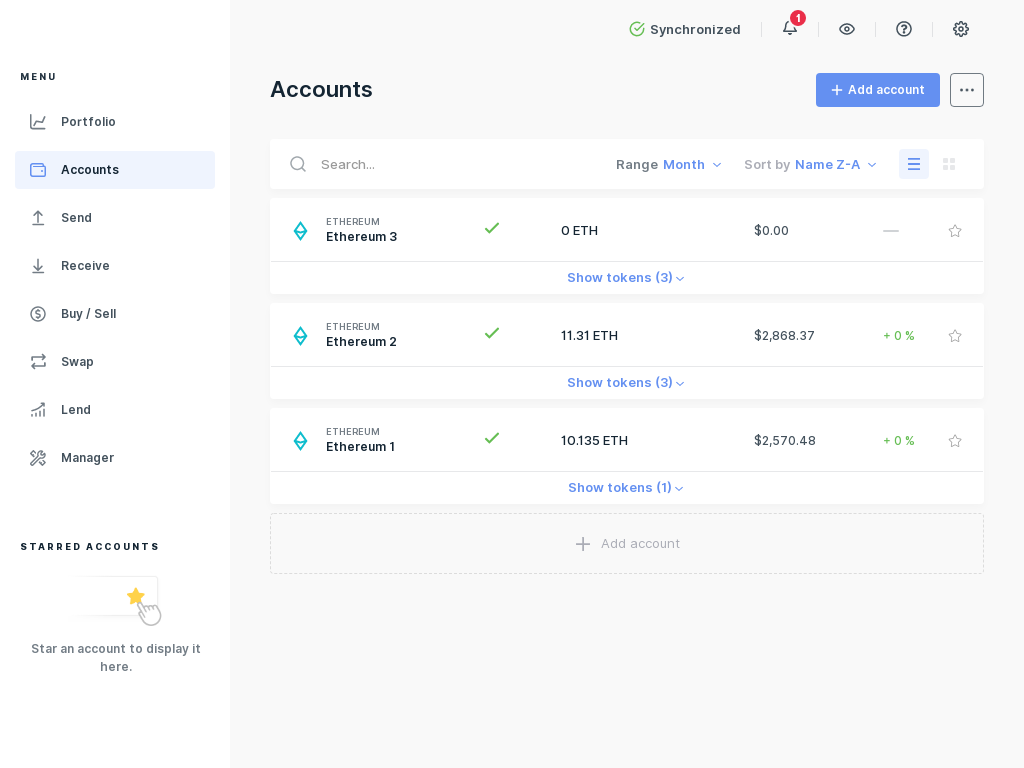 Synchronized
1
MENU
Portfolio
Accounts
Send
Receive
Buy / Sell
Swap
Lend
Manager
STARRED ACCOUNTS
Star an account to display it
here.
Accounts
Add account
Search...
Range Month
Sort by Name Z-A
ETHEREUM
Ethereum 3
0 ETH
$0.00
—
Show tokens (3)
ETHEREUM
Ethereum 2
11.31 ETH
$2,868.37
+ 0 %
Show tokens (3)
ETHEREUM
Ethereum 1
10.135 ETH
$2,570.48
+ 0 %
Show tokens (1)
Add account